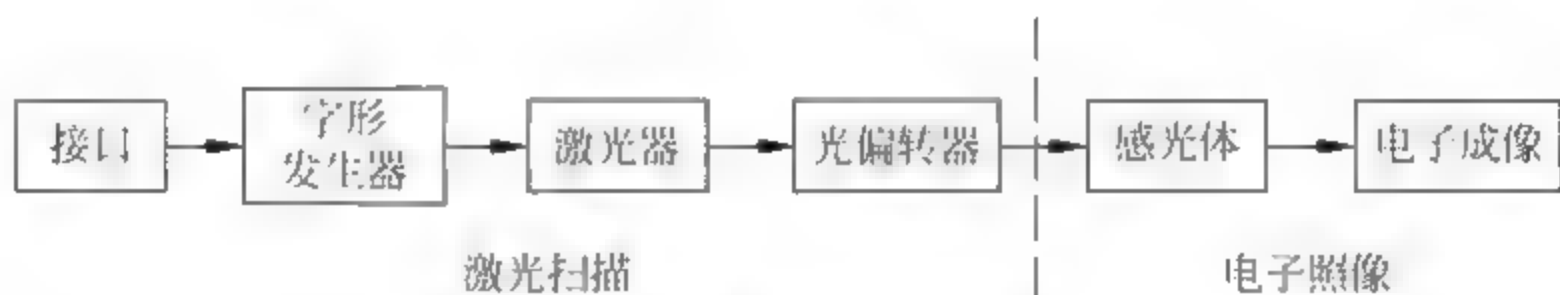 接口
字形
发生器
激光器
光偏转器
感光体
电子成像
激光扫描
电子照像